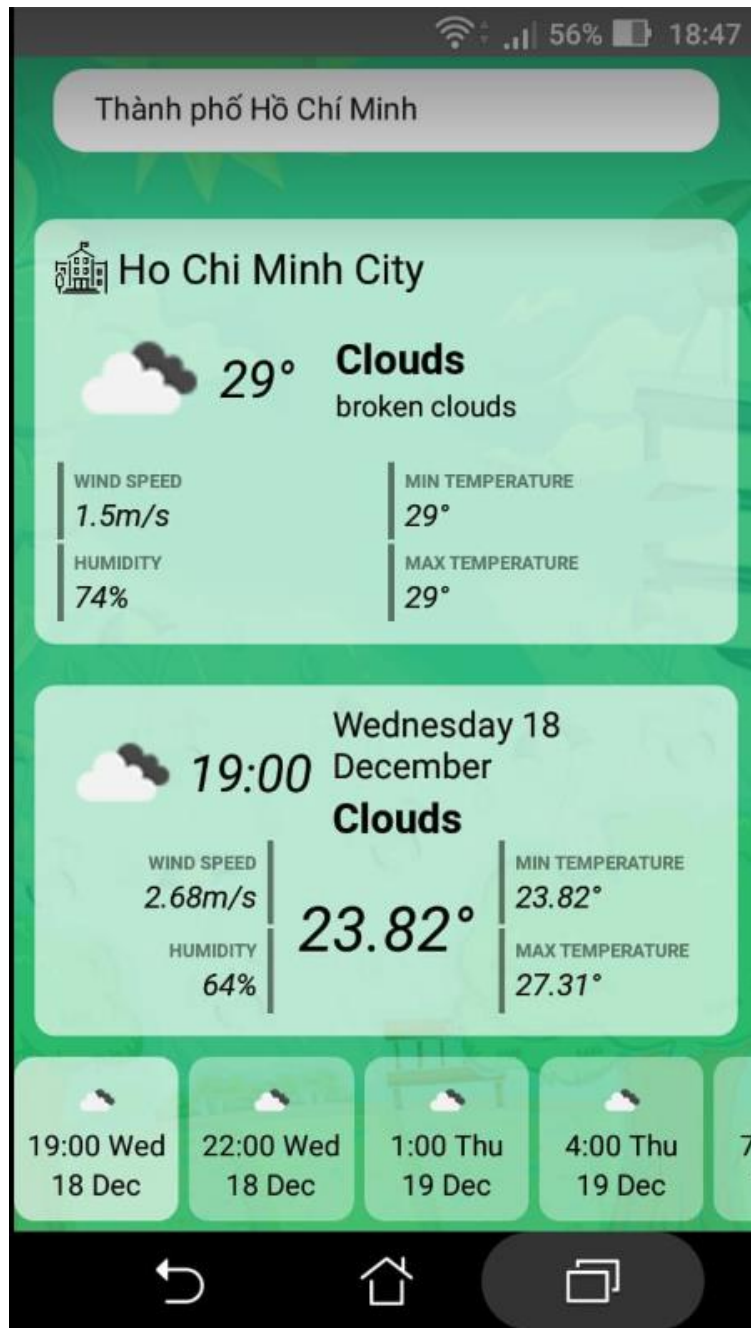 56% 18:47
Thành phố Hồ Chí Minh
Ho Chi Minh City
29° Clouds
broken clouds
WIND SPEED
1.5m/s
MIN TEMPERATURE
29°
HUMIDITY
74%
MAX TEMPERATURE
29°
19:00
Wednesday 18
December
Clouds
WIND SPEED
2.68m/s
HUMIDITY
64%
23.82°
MIN TEMPERATURE
23.82°
MAX TEMPERATURE
27.31°
19:00 Wed
18 Dec
22:00 Wed
18 Dec
1:00 Thu
19 Dec
4:00 Thu
19 Dec
7